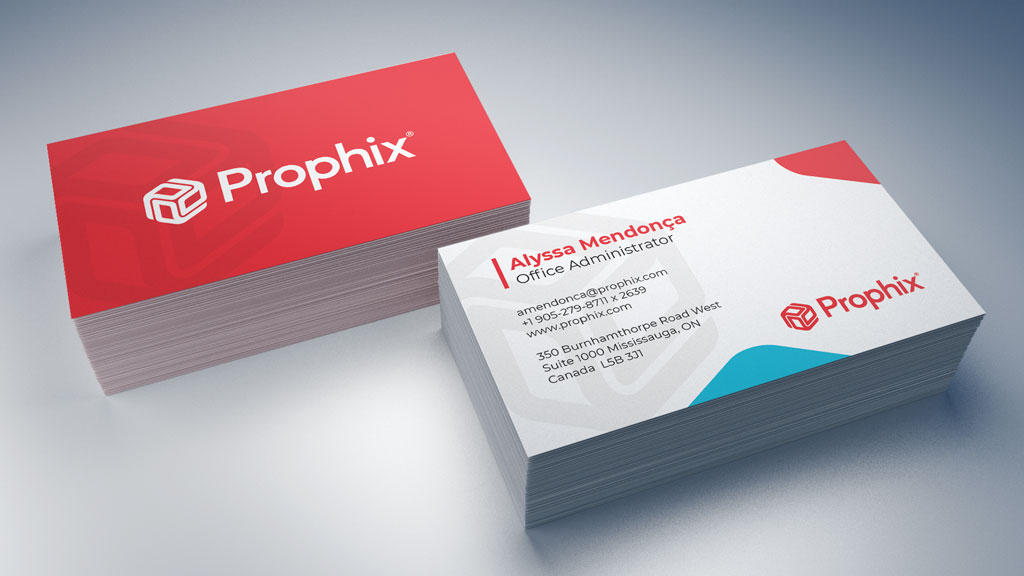 Prophix®
Alyssa Mendonça
Office Administrator
amendonca@prophix.com
+1 905-279-8711 x 2639
www.prophix.com
350 Burnhamthorpe Road West
Suite 1000 Mississauga, ON
Canada L5B 3J1
Prophix®